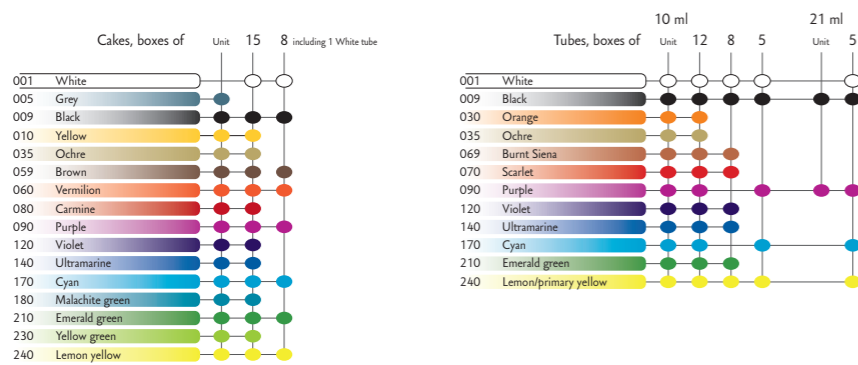 Cakes, boxes of Unit 15 8 including 1 White tube
001 White
005 Grey
009 Black
010 Yellow
035 Ochre
059 Brown
060 Vermilion
080 Carmine
090 Purple
120 Violet
140 Ultramarine
170 Cyan
180 Malachite green
210 Emerald green
230 Yellow green
240 Lemon yellow
10 ml 21 ml
Tubes, boxes of Unit 12 8 5 Unit 5
001 White
009 Black
030 Orange
035 Ochre
069 Burnt Siena
070 Scarlet
090 Purple
120 Violet
140 Ultramarine
170 Cyan
210 Emerald green
240 Lemon/primary yellow